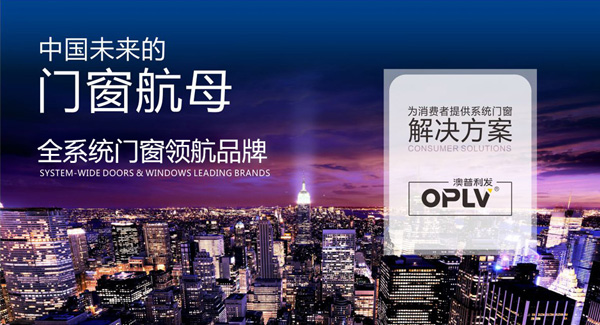 中国未来的
门窗航母
全系统门窗领航品牌
SYSTEM-WIDE DOORS & WINDOWS LEADING BRANDS
为消费者提供系统门窗
解决方案
CONSUMER SOLUTIONS
澳普利发
OPLV®